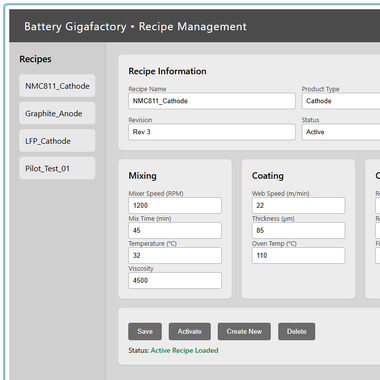 Battery Gigafactory • Recipe Management
Recipes
NMC811_Cathode
Graphite_Anode
LFP_Cathode
Pilot_Test_01
Recipe Information
Recipe Name
Product Type
NMC811_Cathode
Cathode
Revision
Status
Rev 3
Active
Mixing
Mixer Speed (RPM)
1200
Mix Time (min)
45
Temperature (°C)
32
Viscosity
4500
Coating
Web Speed (m/min)
22
Thickness (μm)
85
Oven Temp (°C)
110
Save
Activate
Create New
Delete
Status: Active Recipe Loaded